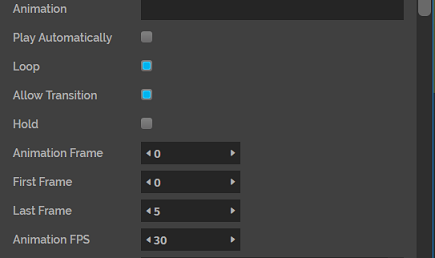 Animation
Play Automatically
Loop
Allow Transition
Hold
Animation Frame 0
First Frame 0
Last Frame 5
Animation FPS 30